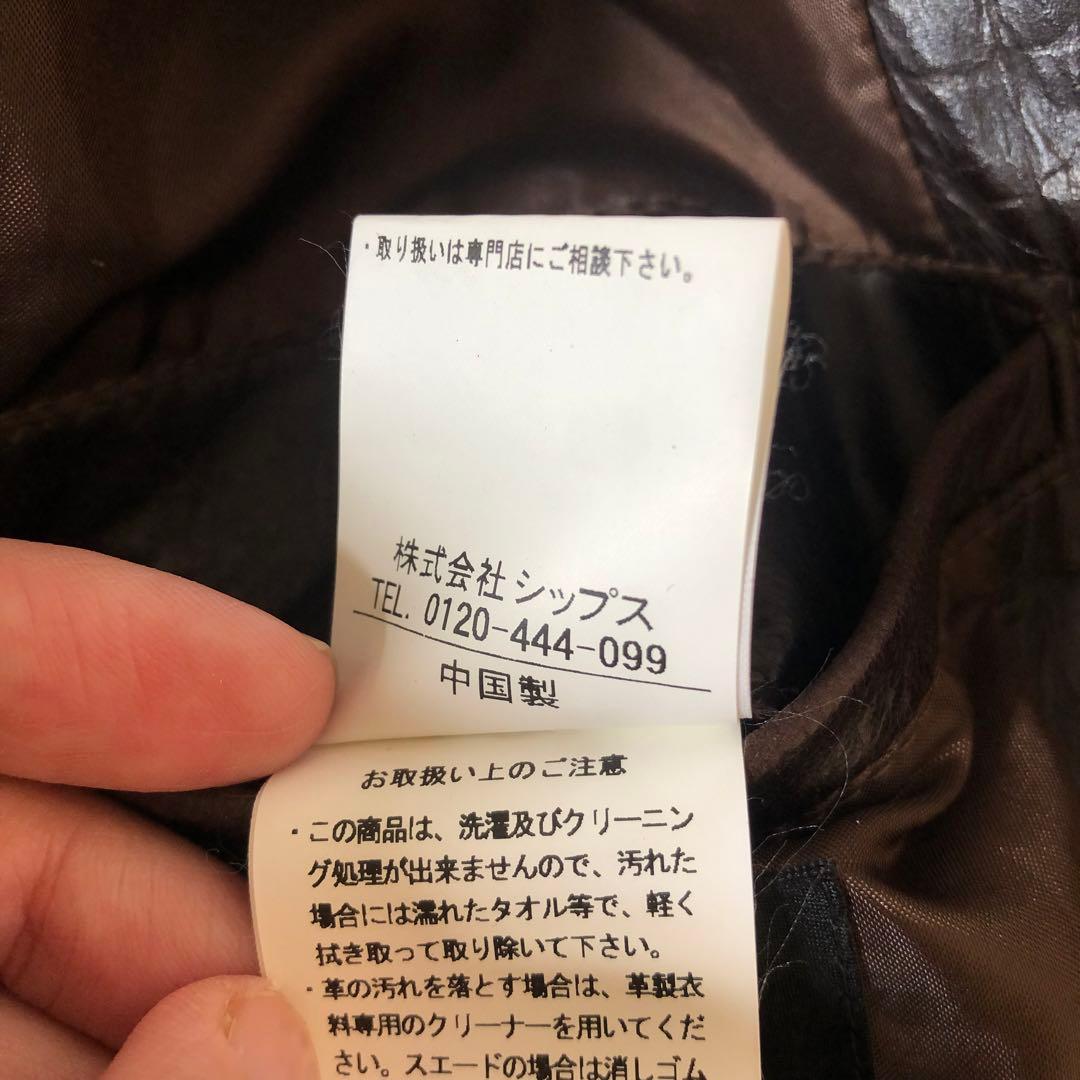 ・取り扱いは専門店にご相談下さい。
株式会社 シップス
TEL. 0120-444-099
中国製
お取扱い上のご注意
・この商品は、洗濯及びクリーニン
グ処理が出来ませんので、汚れた
場合には濡れたタオル等で、軽く
拭き取って取り除いて下さい。
・革の汚れを落とす場合は、革製衣
料専用のクリーナーを用いてくだ
さい。スエードの場合は消しゴム